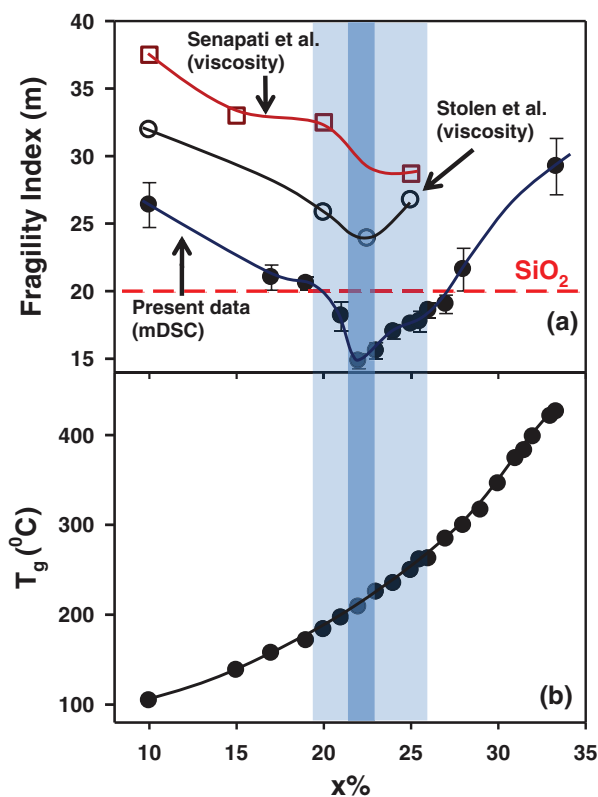 40
35
30
25
20
15
Fragility Index (m)
Senapati et al.
(viscosity)
Stolen et al.
(viscosity)
SiO2
Present data
(mDSC)
(a)
400
300
200
100
Tg (0C)
(b)
10 15 20 25 30 35
x%